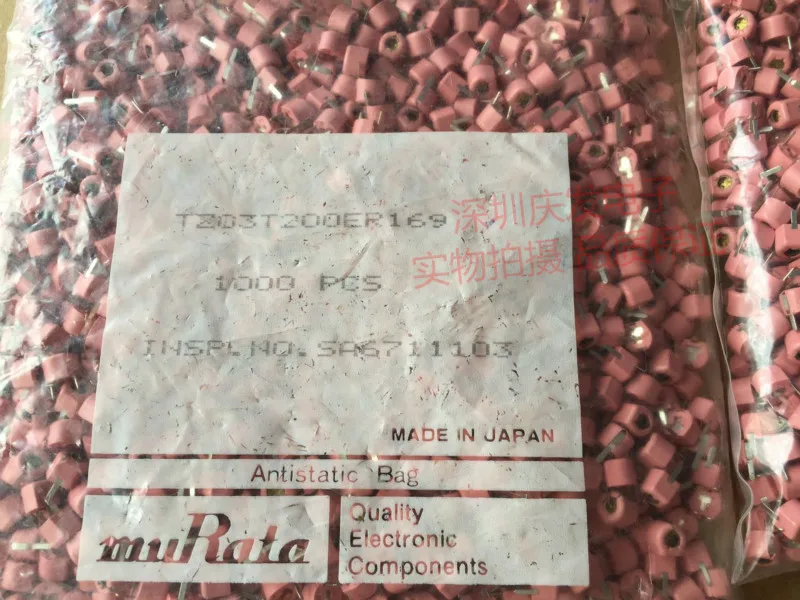 TZ03T200ER169
1000 PCS
INSP.NO.SA6711103
MADE IN JAPAN
Antistatic Bag
muRata
Quality
Electronic
Components
深圳庆
实物拍摄